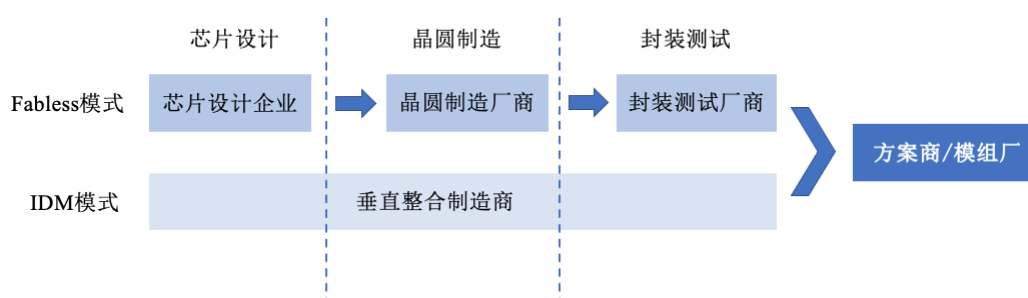 芯片设计
晶圆制造
封装测试
Fabless模式
芯片设计企业
晶圆制造厂商
封装测试厂商
方案商/模组厂
IDM模式
垂直整合制造商